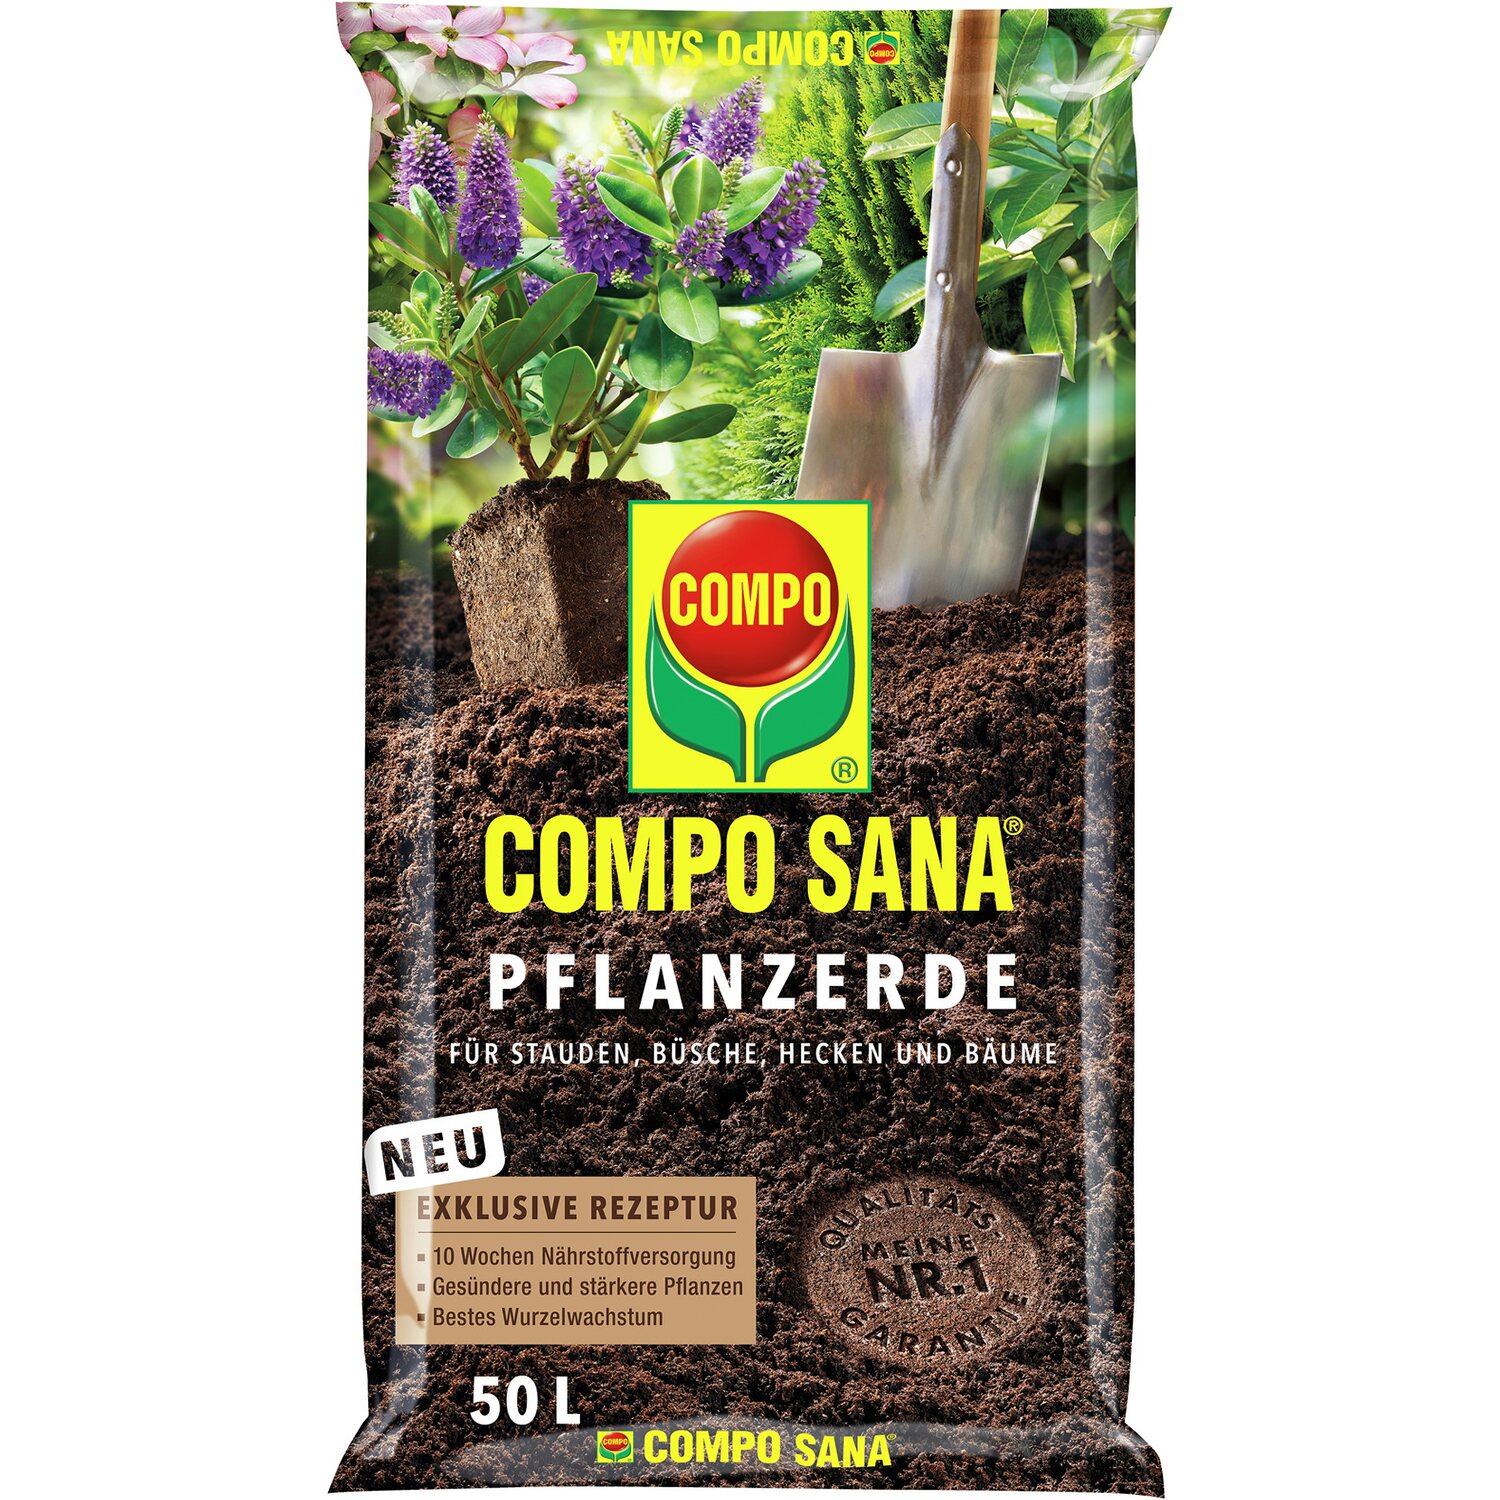 COMPO SANA COMPO
COMPO
®
COMPO SANA®
PFLANZERDE
FÜR STAUDEN, BÜSCHE, HECKEN UND BÄUME
NEU
EXKLUSIVE REZEPTUR
10 Wochen Nährstoffversorgung
Gesündere und stärkere Pflanzen
Bestes Wurzelwachstum
QUALITÄTS-
MEINE
NR.1
GARANTIE
50 L
COMPO COMPO SANA®